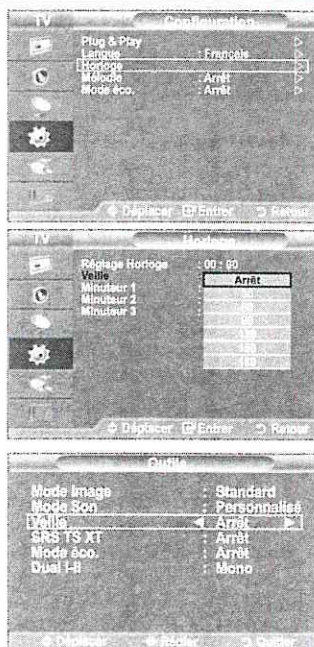 TV Configuration
Plug & Play
Langue : Français
Horloge
Mélodie : Arrêt
Mode éco. : Arrêt
Déplacer Entrer Retour
TV Horloge
Réglage Horloge : 00 : 00
Veille Arrêt
Minuteur 1 :
Minuteur 2 :
Minuteur 3 :
Déplacer Entrer Retour
Outils
Mode Image : Standard
Mode Son : Personnalisé
Veille ◄ Arrêt ►
SRS TS XT : Arrêt
Mode éco. : Arrêt
Dual I-II : Mono
Déplacer Régler Quitter